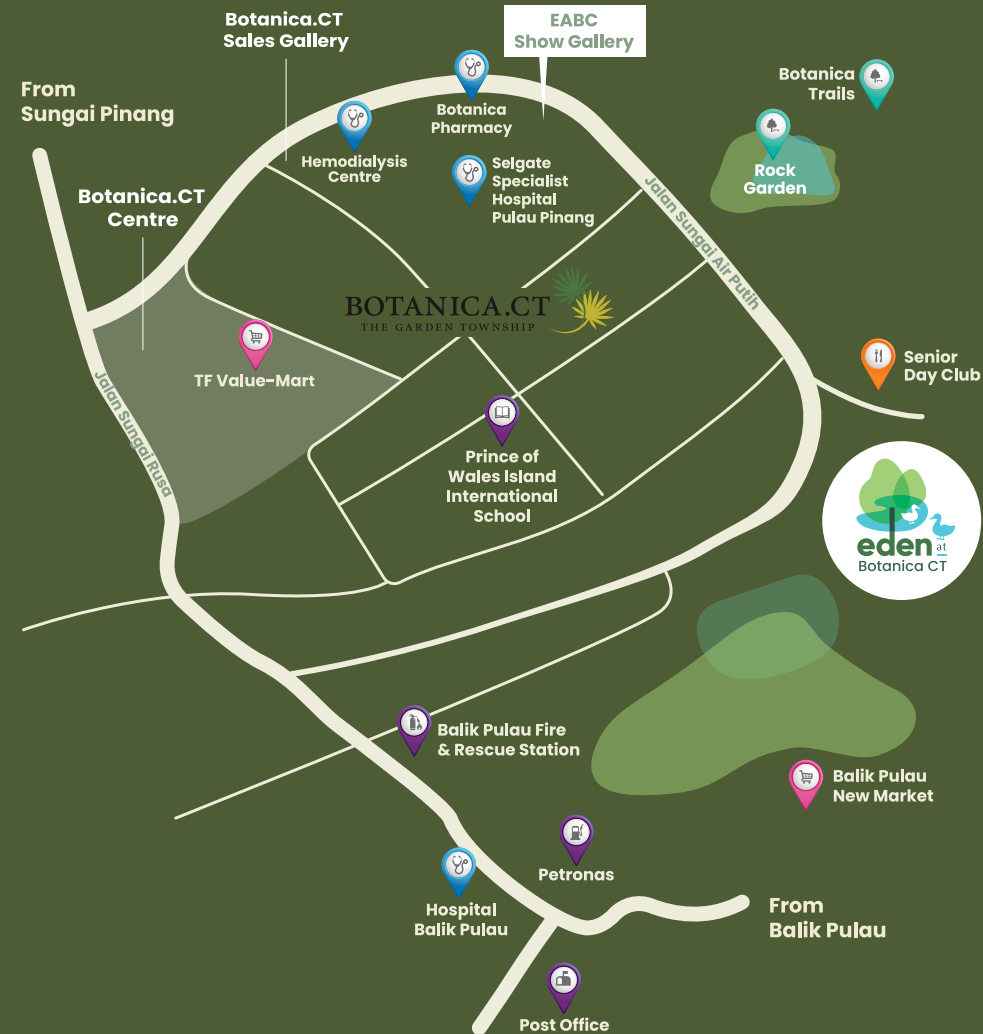 Botanica.CT
Sales Gallery
EABC
Show Gallery
From
Sungai Pinang
Botanica
Trails
Botanica
Pharmacy
Hemodialysis
Centre
Selgate
Specialist
Hospital
Pulau Pinang
Rock
Garden
Botanica.CT
Centre
Jalan Sungai Air Putih
BOTANICA.CT
THE GARDEN TOWNSHIP
TF Value-Mart
Senior
Day Club
Jalan Sungai Rusa
Prince of
Wales Island
International
School
eden at
Botanica CT
Balik Pulau Fire
& Rescue Station
Balik Pulau
New Market
Petronas
Hospital
Balik Pulau
From
Balik Pulau
Post Office